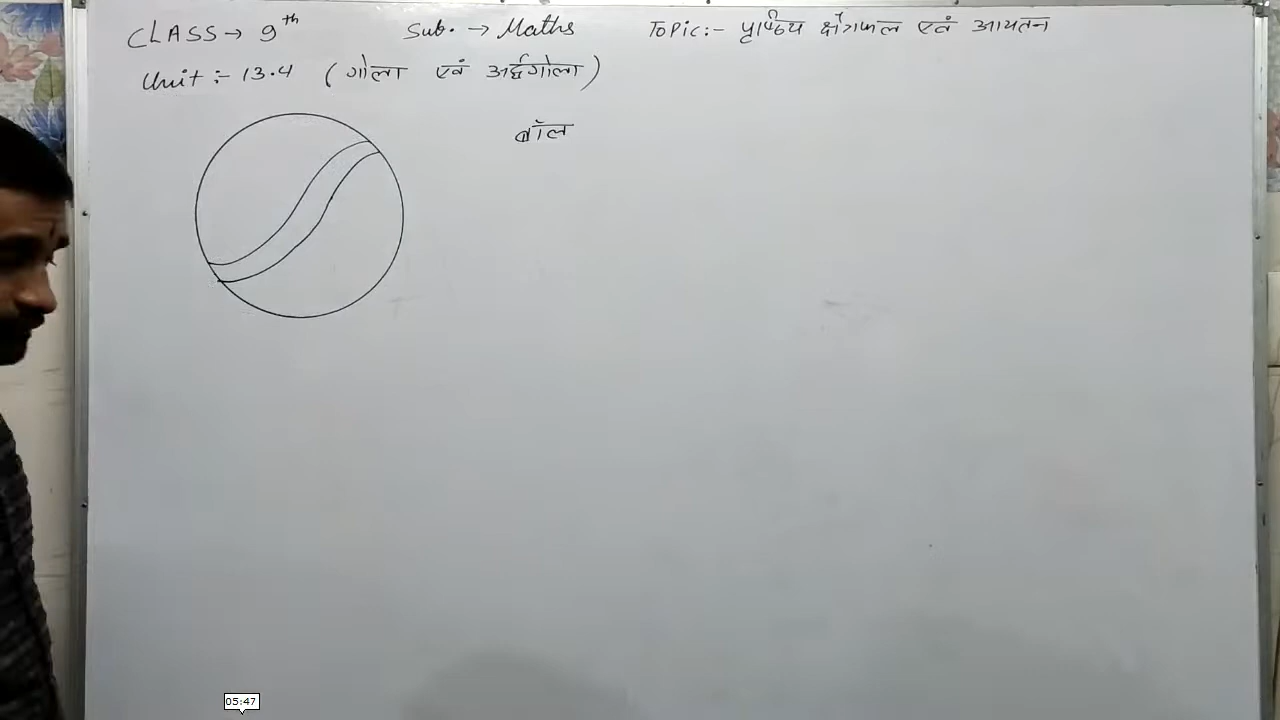 CLASS → 9th Sub. → Maths Topic:- पृष्ठिय क्षेत्रफल एवं आयतन
Unit :- 13.4 (गोला एवं अर्द्धगोला)
बॉल
05:47